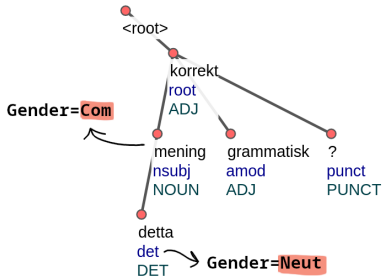 <root>
korrekt
root
ADJ
Gender=Com
mening
nsubj
NOUN
grammatisk
amod
ADJ
?
punct
PUNCT
detta
det
DET
Gender=Neut